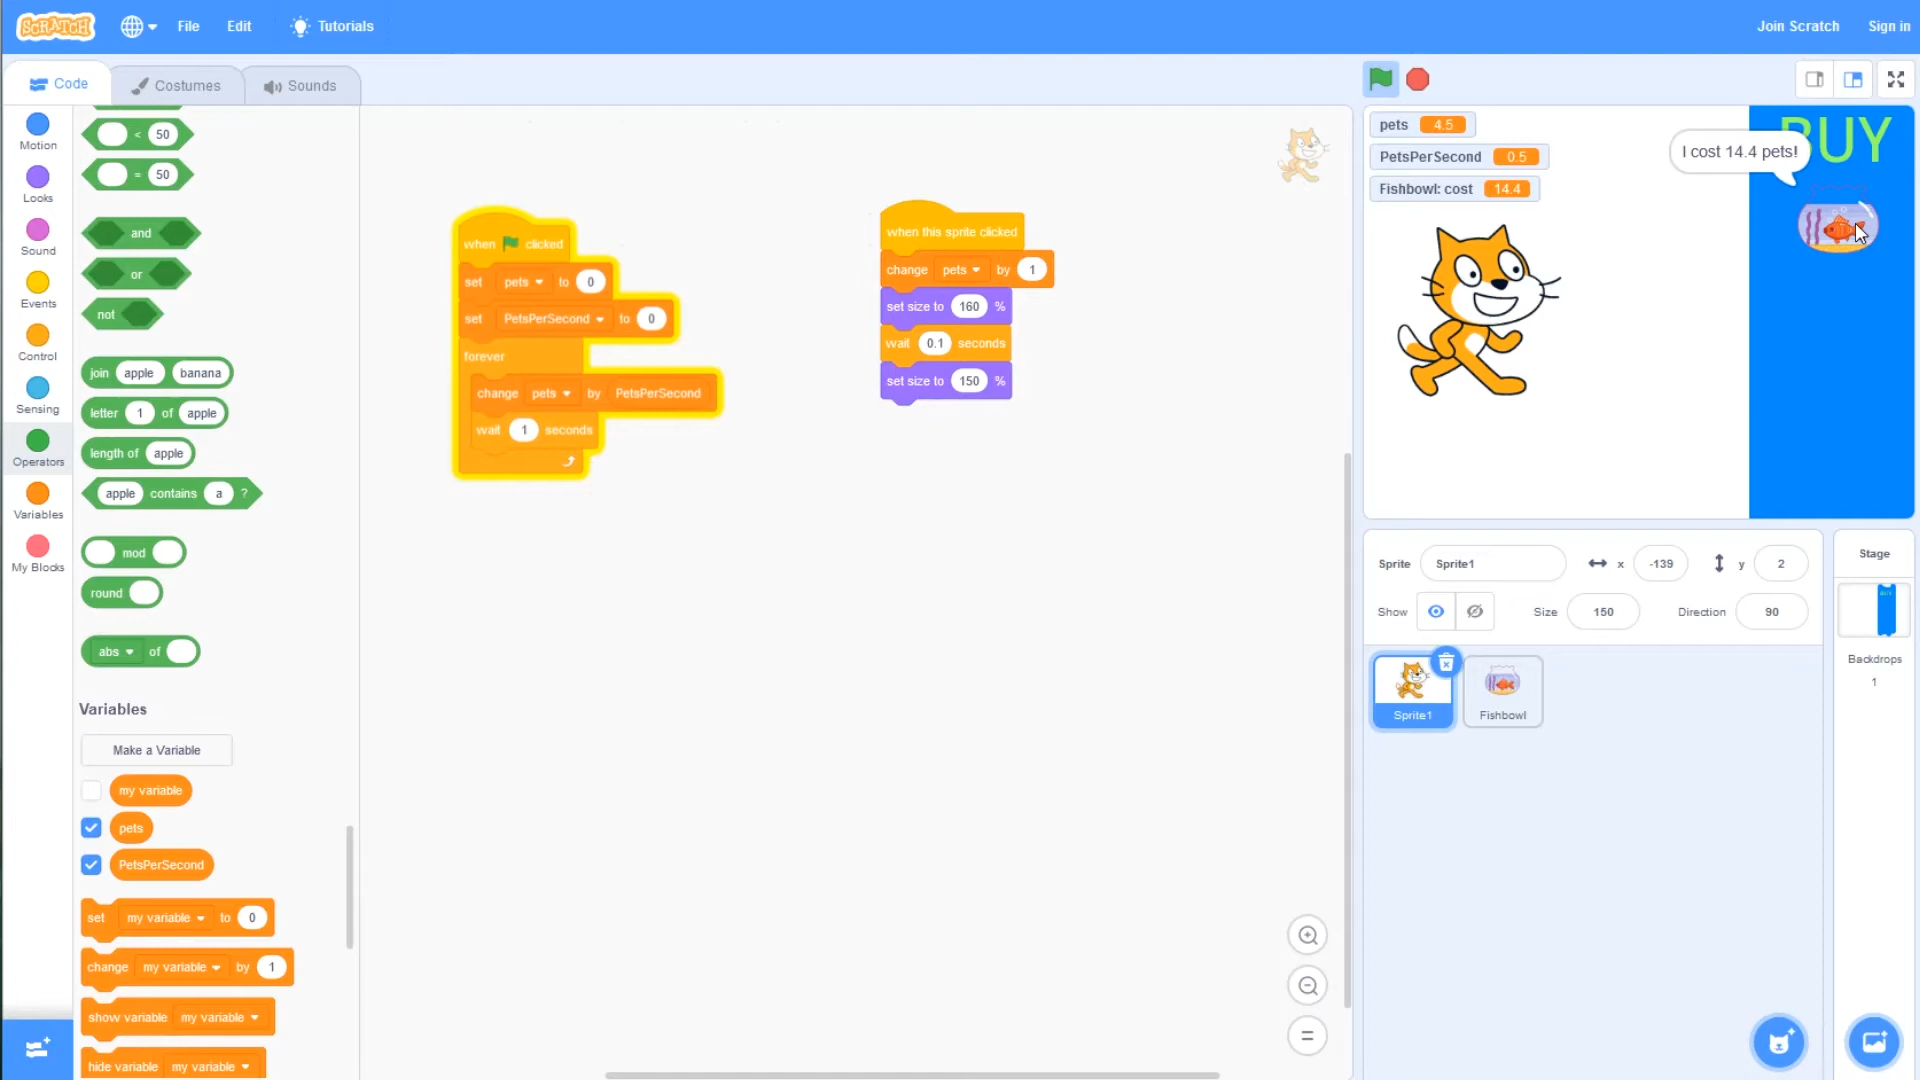 SCRATCH
File
Edit
Tutorials
Join Scratch
Sign in
Code
Costumes
Sounds
Motion
Looks
Sound
Events
Control
Sensing
Operators
Variables
My Blocks
< 50
= 50
and
or
not
join apple banana
letter 1 of apple
length of apple
apple contains a ?
mod
round
abs of
Variables
Make a Variable
my variable
pets
PetsPerSecond
set my variable to 0
change my variable by 1
show variable my variable
hide variable my variable
when clicked
set pets to 0
set PetsPerSecond to 0
forever
change pets by PetsPerSecond
wait 1 seconds
when this sprite clicked
change pets by 1
set size to 160 %
wait 0.1 seconds
set size to 150 %
pets 4.5
PetsPerSecond 0.5
Fishbowl: cost 14.4
BUY
I cost 14.4 pets!
Sprite Sprite1 x -139 y 2
Show Size 150 Direction 90
Sprite1
Fishbowl
Stage
BUY
Backdrops
1